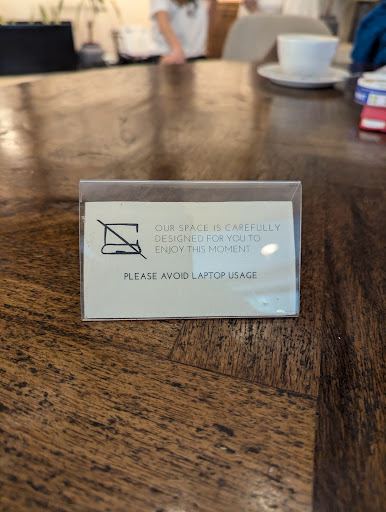 OUR SPACE IS CAREFULLY
DESIGNED FOR YOU TO
ENJOY THIS MOMENT
PLEASE AVOID LAPTOP USAGE